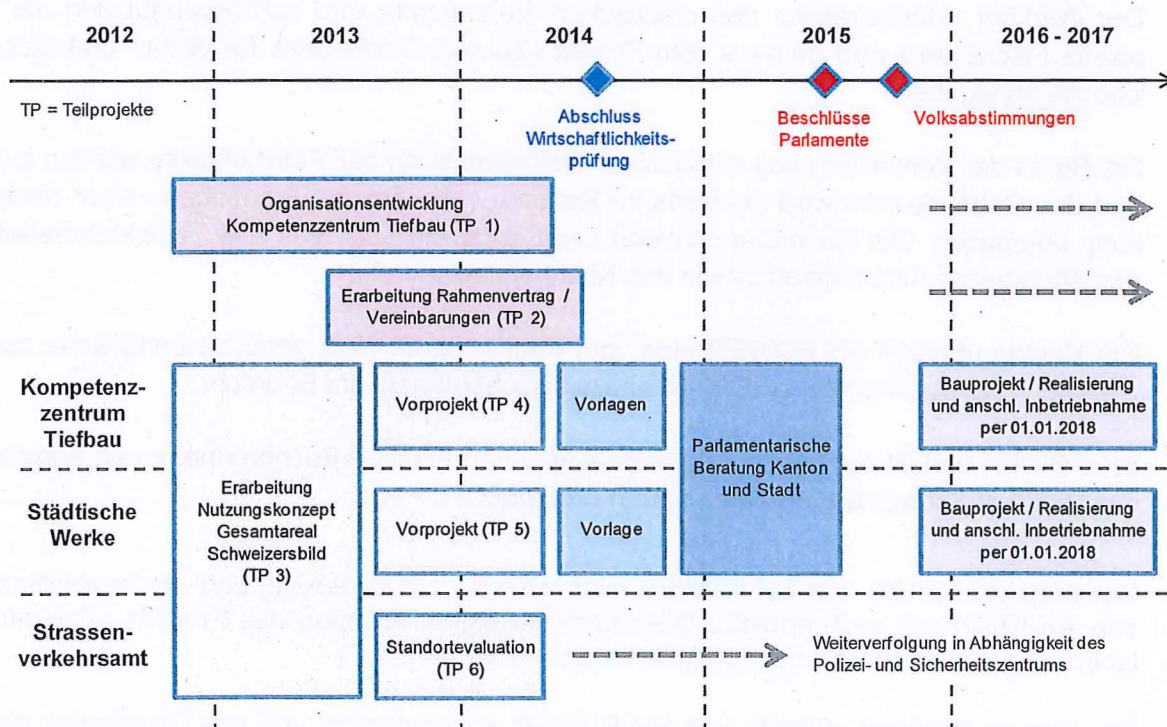 2012 2013 2014 2015 2016 - 2017
TP = Teilprojekte
Abschluss
Wirtschaftlichkeits-
prüfung
Beschlüsse
Parlamente
Volksabstimmungen
Organisationsentwicklung
Kompetenzzentrum Tiefbau (TP 1)
Erarbeitung Rahmenvertrag /
Vereinbarungen (TP 2)
Kompetenz-
zentrum
Tiefbau
Städtische
Werke
Strassen-
verkehrsamt
Erarbeitung
Nutzungskonzept
Gesamtareal
Schweizersbild
(TP 3)
Vorprojekt (TP 4)
Vorlagen
Vorprojekt (TP 5)
Vorlage
Standortevaluation
(TP 6)
Parlamentarische
Beratung Kanton
und Stadt
Bauprojekt / Realisierung
und anschl. Inbetriebnahme
per 01.01.2018
Bauprojekt / Realisierung
und anschl. Inbetriebnahme
per 01.01.2018
Weiterverfolgung in Abhängigkeit des
Polizei- und Sicherheitszentrums